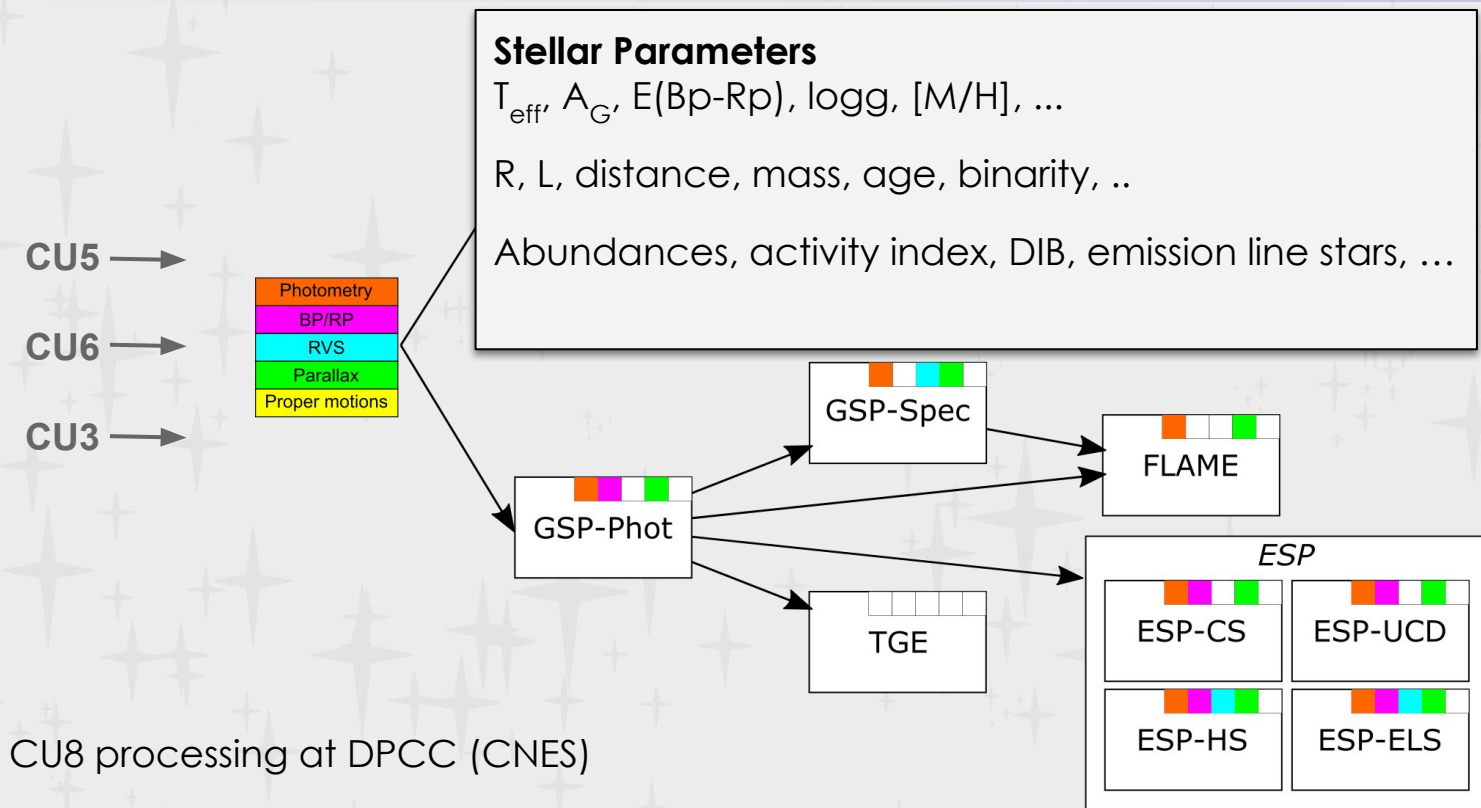 Stellar Parameters
Teff, AG, E(Bp-Rp), logg, [M/H], ...
R, L, distance, mass, age, binarity, ..
Abundances, activity index, DIB, emission line stars, …
CU5
CU6
CU3
Photometry
BP/RP
RVS
Parallax
Proper motions
GSP-Phot
GSP-Spec
FLAME
TGE
ESP
ESP-CS
ESP-UCD
ESP-HS
ESP-ELS
CU8 processing at DPCC (CNES)